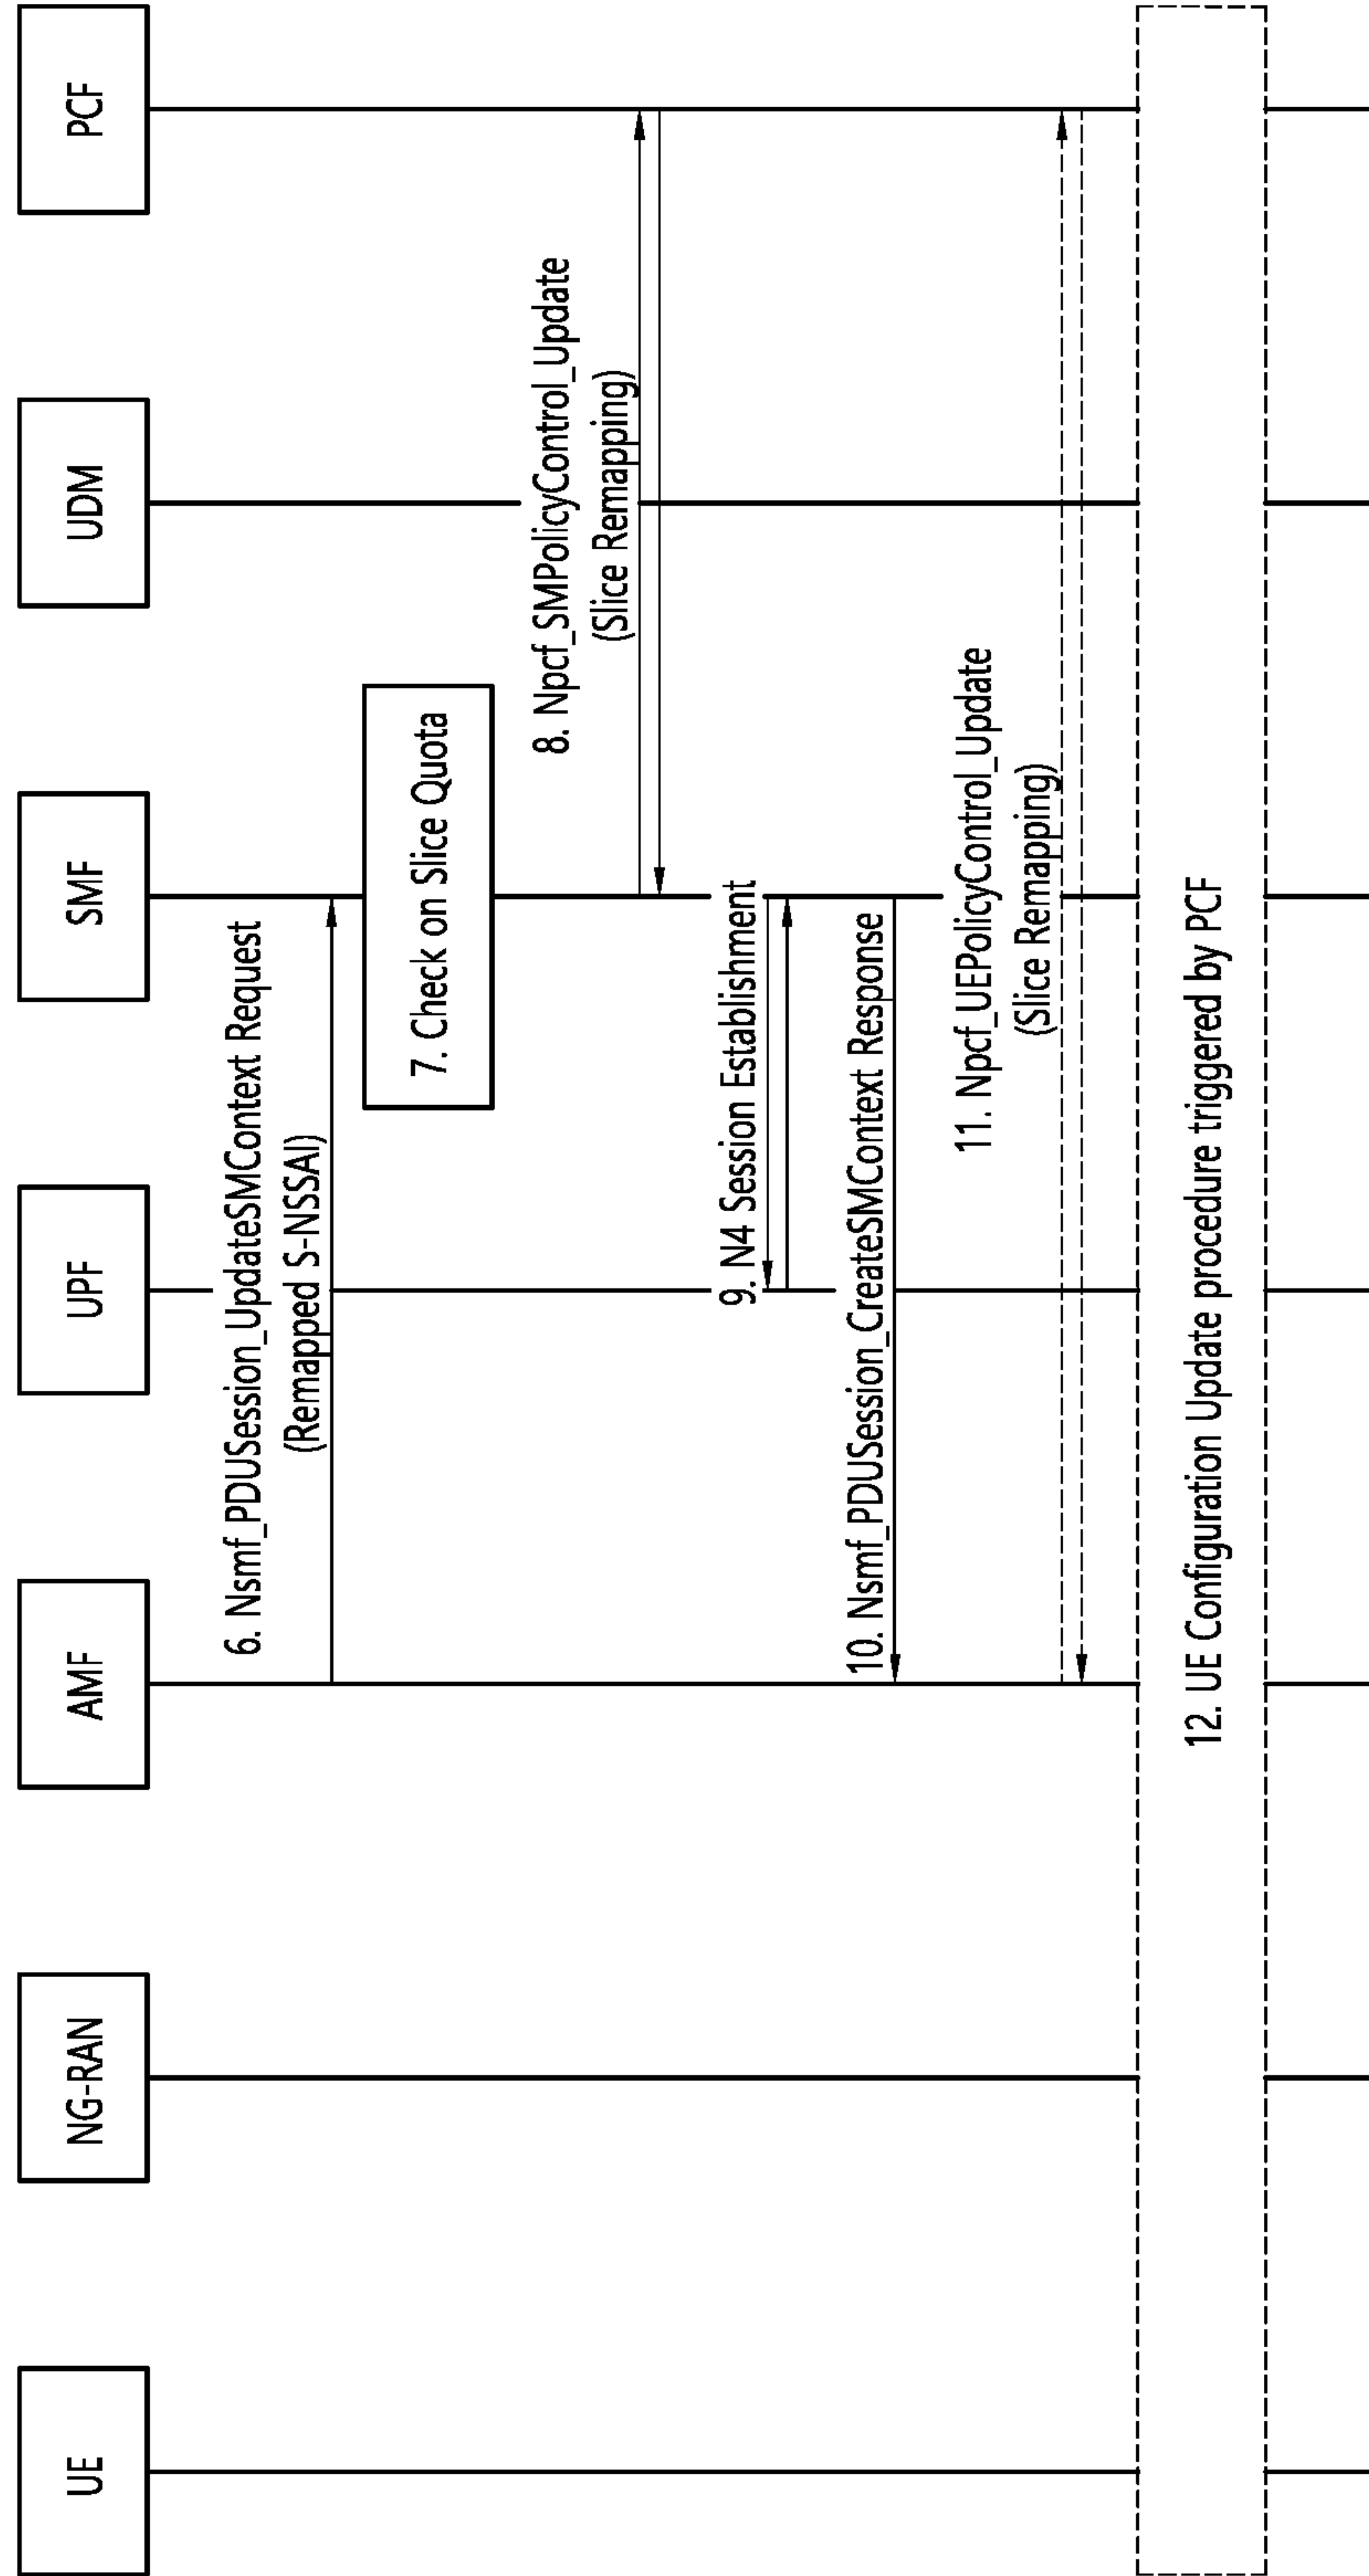 UE
NG-RAN
AMF
UPF
SMF
UDM
PCF
6. Nsmf_PDUSession_UpdateSMContext Request
(Remapped S-NSSAI)
7. Check on Slice Quota
8. Npcf_SMPolicyControl_Update
(Slice Remapping)
9. N4 Session Establishment
10. Nsmf_PDUSession_CreateSMContext Response
11. Npcf_UEPolicyControl_Update
(Slice Remapping)
12. UE Configuration Update procedure triggered by PCF